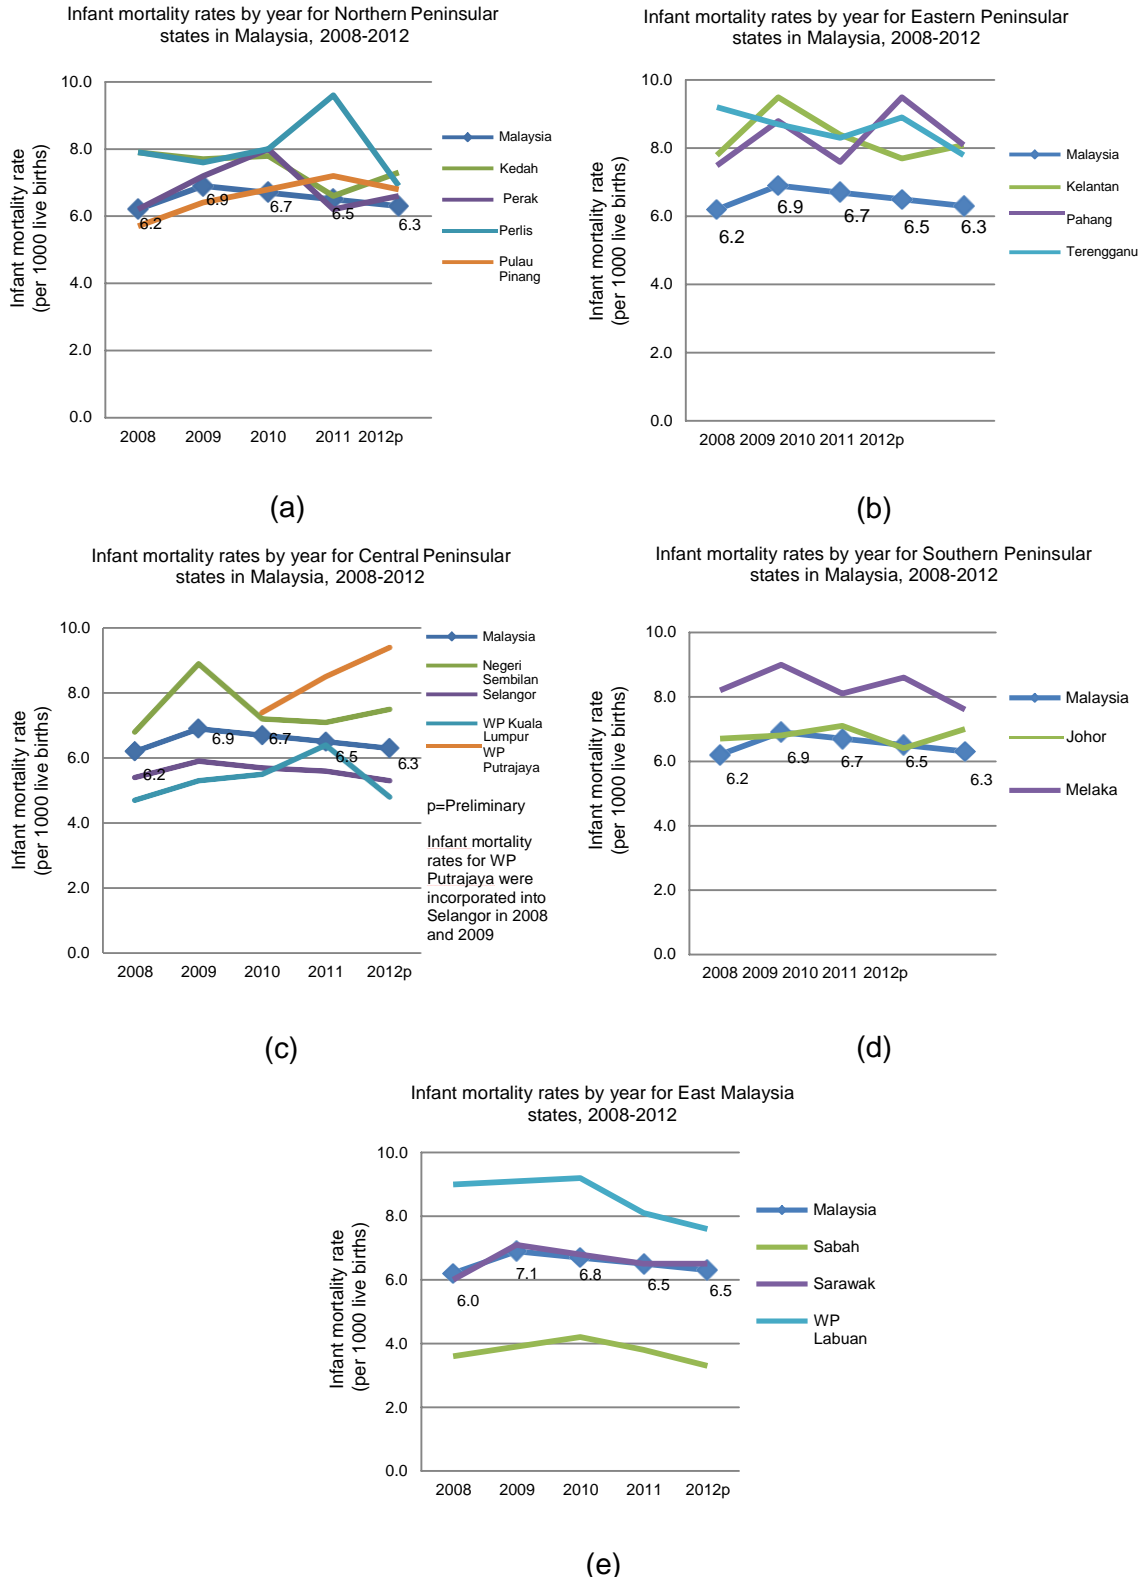 Infant mortality rates by year for Northern Peninsular
states in Malaysia, 2008-2012
Infant mortality rate
(per 1000 live births)
10.0
8.0
6.0
4.0
2.0
0.0
6.2
6.9
6.7
6.5
6.3
2008 2009 2010 2011 2012p
Malaysia
Kedah
Perak
Perlis
Pulau
Pinang
(a)
Infant mortality rates by year for Eastern Peninsular
states in Malaysia, 2008-2012
Infant mortality rate
(per 1000 live births)
10.0
8.0
6.0
4.0
2.0
0.0
6.2
6.9
6.7
6.5
6.3
2008 2009 2010 2011 2012p
Malaysia
Kelantan
Pahang
Terengganu
(b)
Infant mortality rates by year for Central Peninsular
states in Malaysia, 2008-2012
Infant mortality rate
(per 1000 live births)
10.0
8.0
6.0
4.0
2.0
0.0
6.2
6.9
6.7
6.5
6.3
2008 2009 2010 2011 2012p
Malaysia
Negeri
Sembilan
Selangor
WP Kuala
Lumpur
WP
Putrajaya
p=Preliminary
Infant mortality
rates for WP
Putrajaya were
incorporated into
Selangor in 2008
and 2009
(c)
Infant mortality rates by year for Southern Peninsular
states in Malaysia, 2008-2012
Infant mortality rate
(per 1000 live births)
10.0
8.0
6.0
4.0
2.0
0.0
6.2
6.9
6.7
6.5
6.3
2008 2009 2010 2011 2012p
Malaysia
Johor
Melaka
(d)
Infant mortality rates by year for East Malaysia
states, 2008-2012
Infant mortality rate
(per 1000 live births)
10.0
8.0
6.0
4.0
2.0
0.0
6.0
7.1
6.8
6.5
6.5
2008 2009 2010 2011 2012p
Malaysia
Sabah
Sarawak
WP
Labuan
(e)